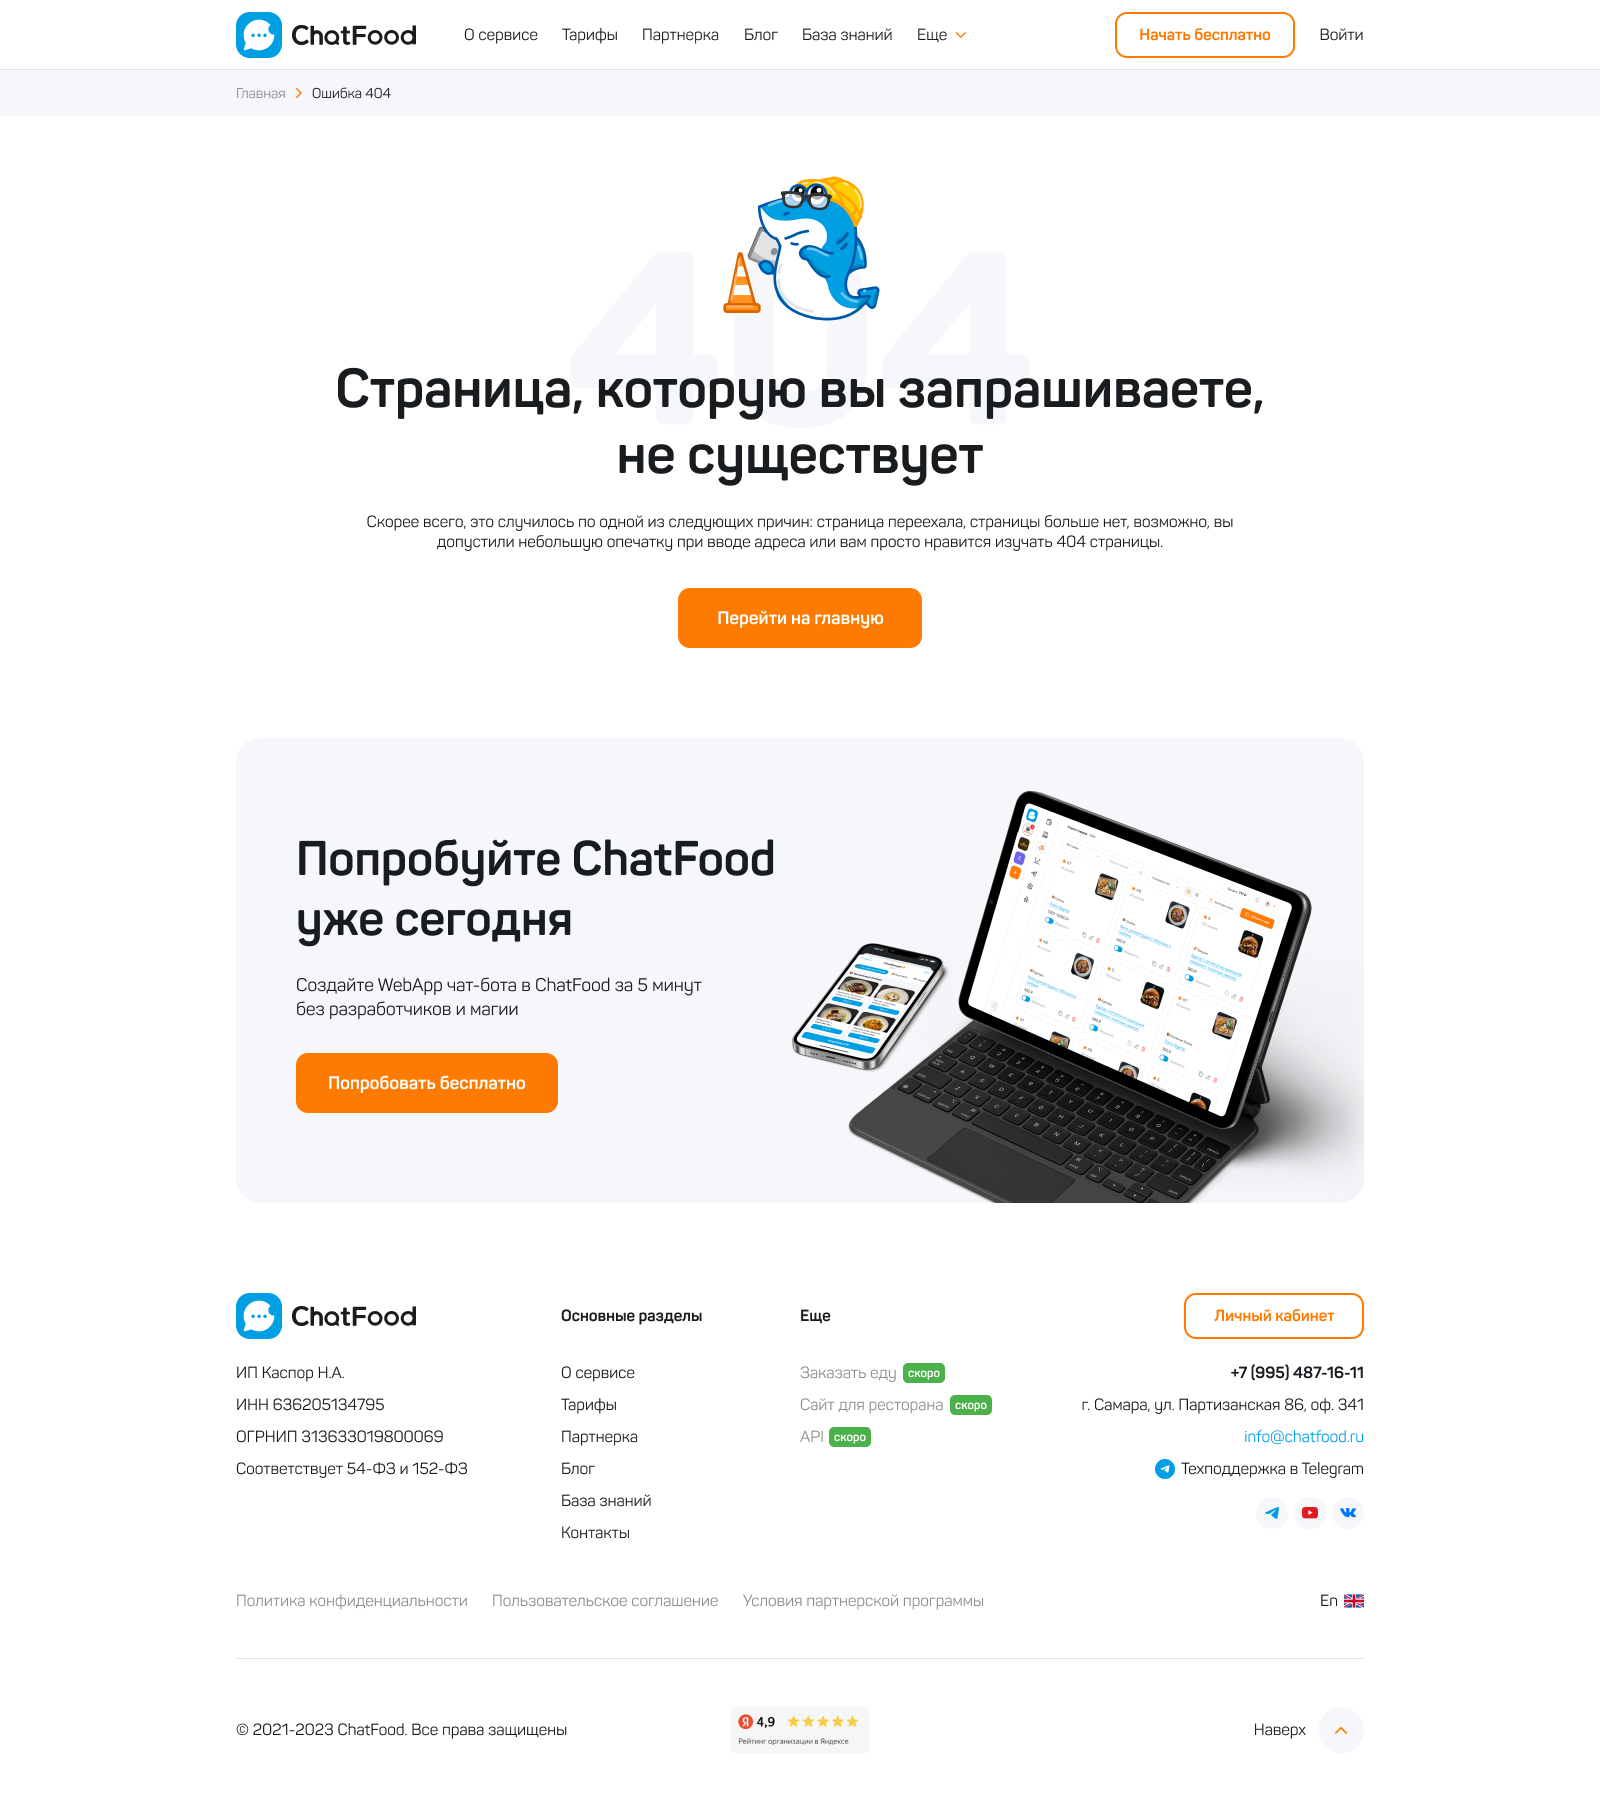 ChatFood
О сервисе Тарифы Партнерка Блог База знаний Еще
Начать бесплатно Войти
Главная Ошибка 404
404
Страница, которую вы запрашиваете,
не существует
Скорее всего, это случилось по одной из следующих причин: страница переехала, страницы больше нет, возможно, вы
допустили небольшую опечатку при вводе адреса или вам просто нравится изучать 404 страницы.
Перейти на главную
Попробуйте ChatFood
уже сегодня
Создайте WebApp чат-бота в ChatFood за 5 минут
без разработчиков и магии
Попробовать бесплатно
ChatFood
ИП Каспор Н.А.
ИНН 636205134795
ОГРНИП 313633019800069
Соответствует 54-ФЗ и 152-ФЗ
Основные разделы
О сервисе
Тарифы
Партнерка
Блог
База знаний
Контакты
Еще
Заказать еду скоро
Сайт для ресторана скоро
API скоро
Личный кабинет
+7 (995) 487-16-11
г. Самара, ул. Партизанская 86, оф. 341
info@chatfood.ru
Техподдержка в Telegram
Политика конфиденциальности Пользовательское соглашение Условия партнерской программы
En
© 2021-2023 ChatFood. Все права защищены
Я 4,9
Рейтинг организации в Яндексе
Наверх